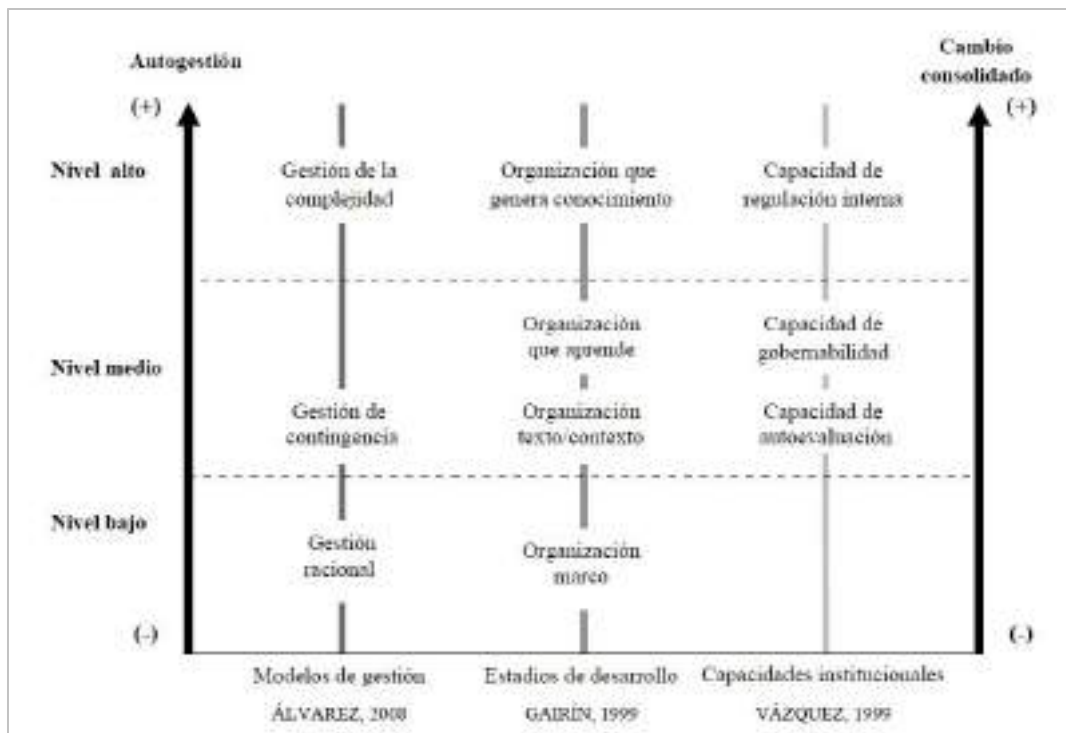 Autogestión
Cambio
consolidado
(+)
(+)
Nivel alto
Gestión de la
complejidad
Organización que
genera conocimiento
Capacidad de
regulación interna
Organización
que aprende
Capacidad de
gobernabilidad
Nivel medio
Gestión de
contingencia
Organización
texto/contexto
Capacidad de
autoevaluación
Nivel bajo
Gestión
racional
Organización
marco
(-)
(-)
Modelos de gestión
Estadios de desarrollo
Capacidades institucionales
ÁLVAREZ, 2008
GAIRÍN, 1999
VÁZQUEZ, 1999